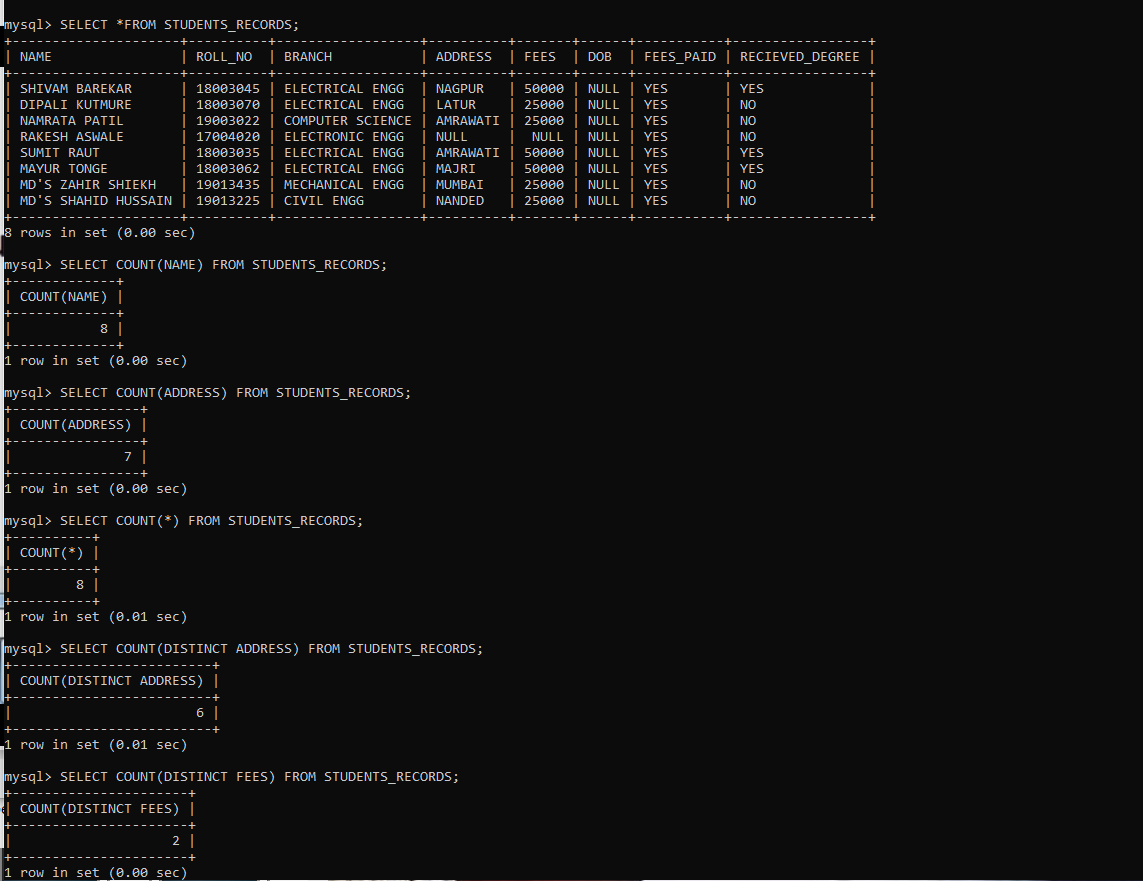 mysql> SELECT *FROM STUDENTS_RECORDS;
+---------------------+----------+------------------+----------+-------+------+-----------+-----------------+
| NAME                | ROLL_NO  | BRANCH           | ADDRESS  | FEES  | DOB  | FEES_PAID | RECIEVED_DEGREE |
+---------------------+----------+------------------+----------+-------+------+-----------+-----------------+
| SHIVAM BAREKAR      | 18003045 | ELECTRICAL ENGG  | NAGPUR   | 50000 | NULL | YES       | YES             |
| DIPALI KUTMURE      | 18003070 | ELECTRICAL ENGG  | LATUR    | 25000 | NULL | YES       | NO              |
| NAMRATA PATIL       | 19003022 | COMPUTER SCIENCE | AMRAWATI | 25000 | NULL | YES       | NO              |
| RAKESH ASWALE       | 17004020 | ELECTRONIC ENGG  | NULL     |  NULL | NULL | YES       | NO              |
| SUMIT RAUT          | 18003035 | ELECTRICAL ENGG  | AMRAWATI | 50000 | NULL | YES       | YES             |
| MAYUR TONGE         | 18003062 | ELECTRICAL ENGG  | MAJRI    | 50000 | NULL | YES       | YES             |
| MD'S ZAHIR SHIEKH   | 19013435 | MECHANICAL ENGG  | MUMBAI   | 25000 | NULL | YES       | NO              |
| MD'S SHAHID HUSSAIN | 19013225 | CIVIL ENGG       | NANDED   | 25000 | NULL | YES       | NO              |
+---------------------+----------+------------------+----------+-------+------+-----------+-----------------+
8 rows in set (0.00 sec)

mysql> SELECT COUNT(NAME) FROM STUDENTS_RECORDS;
+-------------+
| COUNT(NAME) |
+-------------+
|           8 |
+-------------+
1 row in set (0.00 sec)

mysql> SELECT COUNT(ADDRESS) FROM STUDENTS_RECORDS;
+----------------+
| COUNT(ADDRESS) |
+----------------+
|              7 |
+----------------+
1 row in set (0.00 sec)

mysql> SELECT COUNT(*) FROM STUDENTS_RECORDS;
+----------+
| COUNT(*) |
+----------+
|        8 |
+----------+
1 row in set (0.01 sec)

mysql> SELECT COUNT(DISTINCT ADDRESS) FROM STUDENTS_RECORDS;
+-------------------------+
| COUNT(DISTINCT ADDRESS) |
+-------------------------+
|                       6 |
+-------------------------+
1 row in set (0.01 sec)

mysql> SELECT COUNT(DISTINCT FEES) FROM STUDENTS_RECORDS;
+----------------------+
| COUNT(DISTINCT FEES) |
+----------------------+
|                    2 |
+----------------------+
1 row in set (0.00 sec)